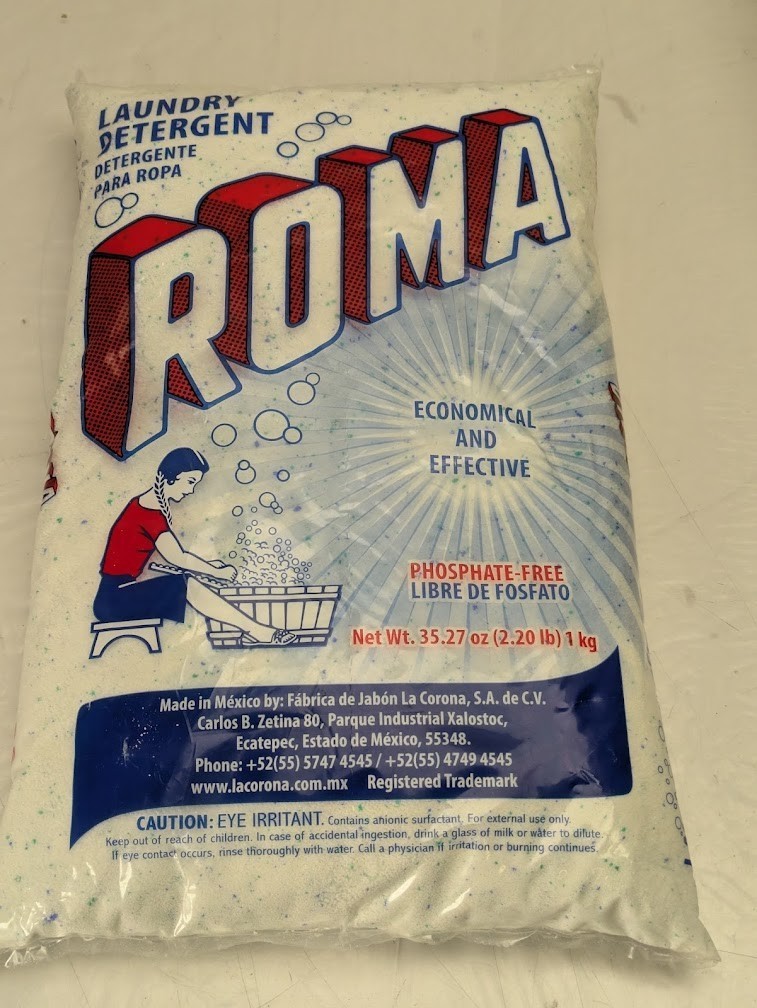 LAUNDRY
DETERGENT
DETERGENTE
PARA ROPA
ROMA
ECONOMICAL
AND
EFFECTIVE
PHOSPHATE-FREE
LIBRE DE FOSFATO
Net Wt. 35.27 oz (2.20 lb) 1 kg
Made in México by: Fábrica de Jabón La Corona, S.A. de C.V.
Carlos B. Zetina 80, Parque Industrial Xalostoc,
Ecatepec, Estado de México, 55348.
Phone: +52(55) 5747 4545 / +52(55) 4749 4545
www.lacorona.com.mx Registered Trademark
CAUTION: EYE IRRITANT. Contains anionic surfactant. For external use only.
Keep out of reach of children. In case of accidental ingestion, drink a glass of milk or water to dilute.
If eye contact occurs, rinse thoroughly with water. Call a physician if irritation or burning continues.